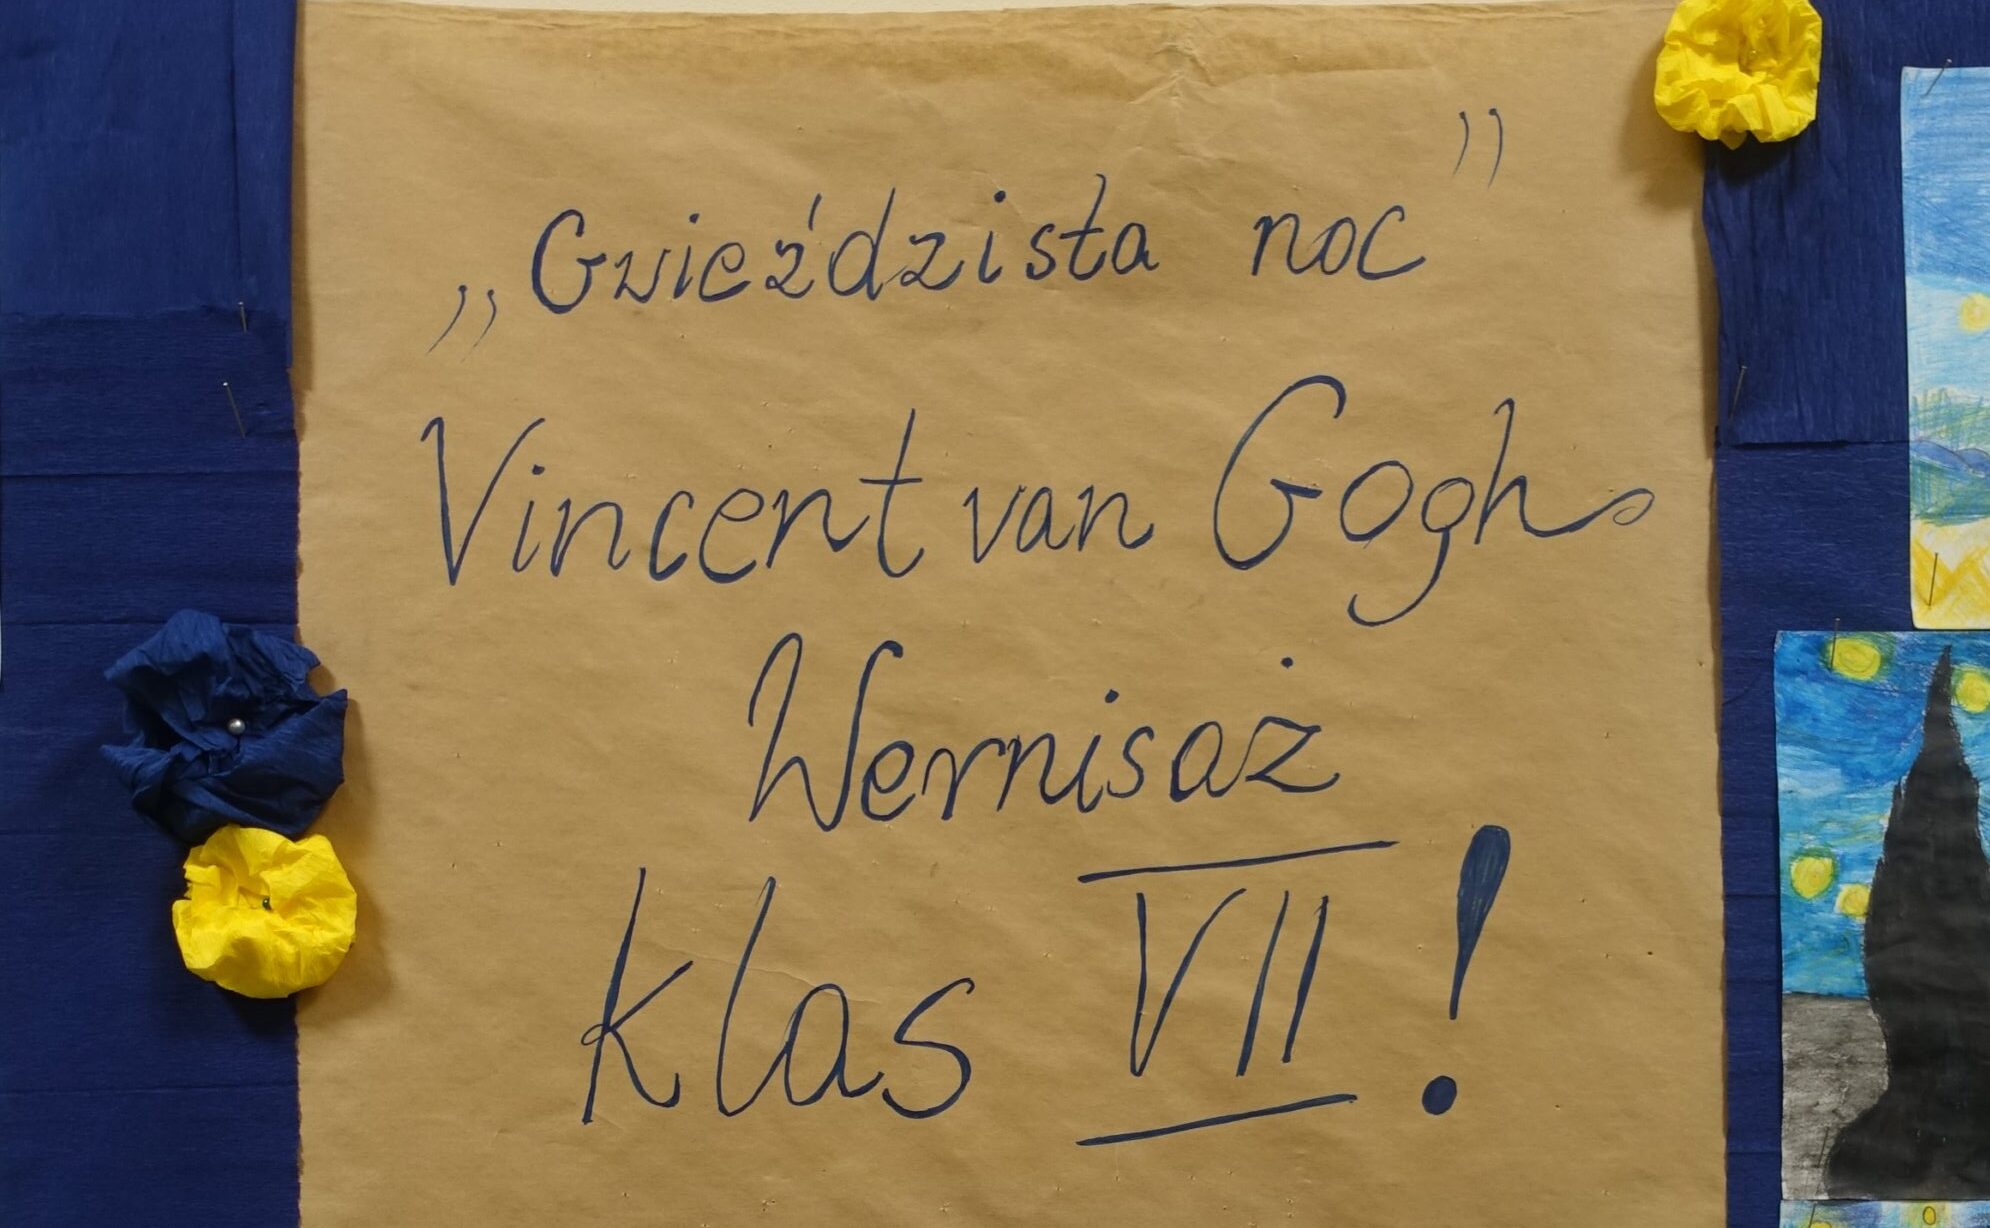 „Gwieździsta noc”
Vincent van Gogh
Wernisaż
klas VII!